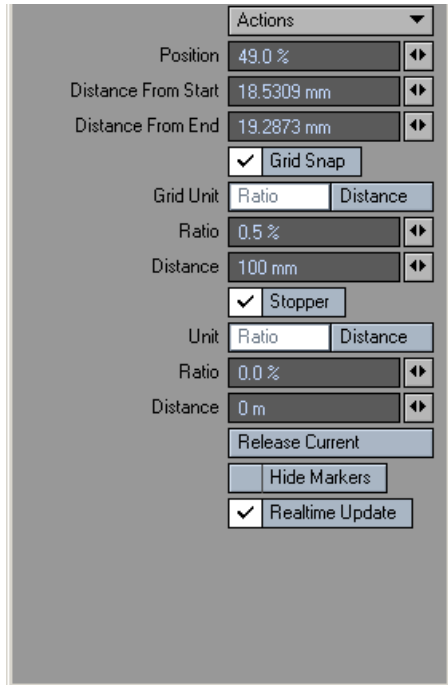 Actions
Position 49.0 %
Distance From Start 18.5309 mm
Distance From End 19.2873 mm
Grid Snap
Grid Unit Ratio Distance
Ratio 0.5 %
Distance 100 mm
Stopper
Unit Ratio Distance
Ratio 0.0 %
Distance 0 m
Release Current
Hide Markers
Realtime Update